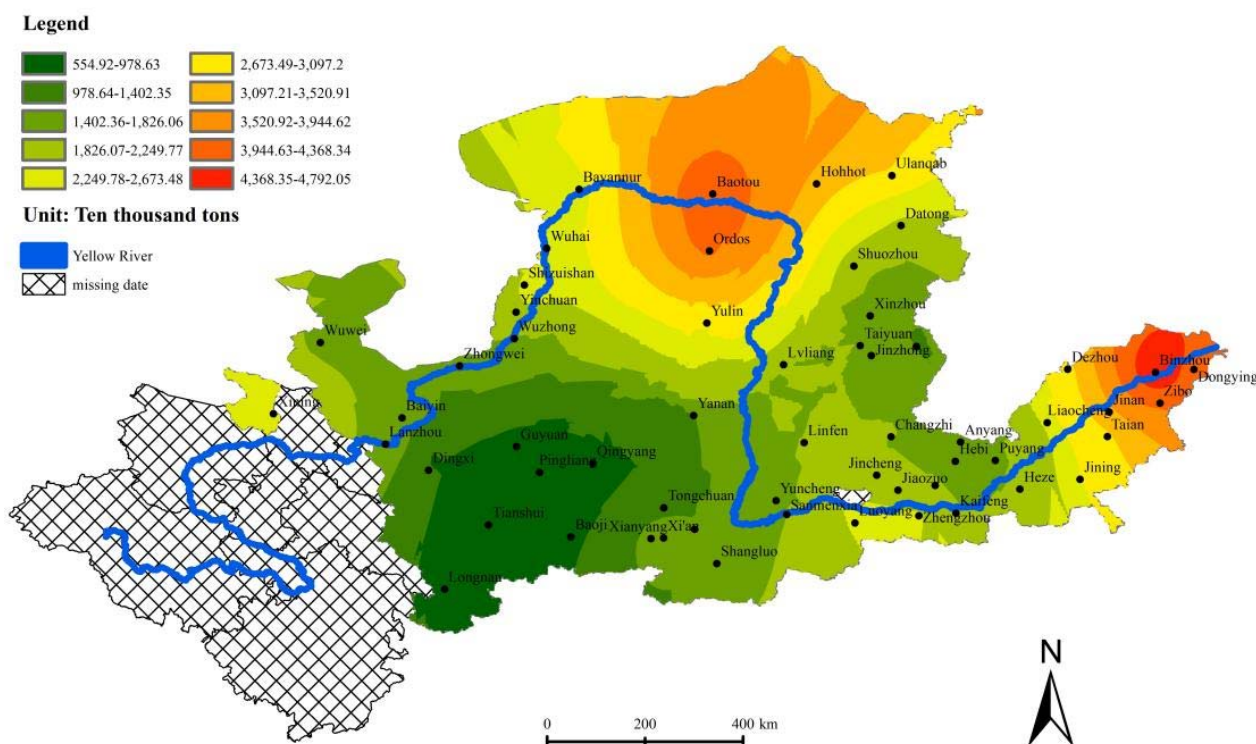 Legend
554.92-978.63
978.64-1,402.35
1,402.36-1,826.06
1,826.07-2,249.77
2,249.78-2,673.48
2,673.49-3,097.2
3,097.21-3,520.91
3,520.92-3,944.62
3,944.63-4,368.34
4,368.35-4,792.05
Unit: Ten thousand tons
Yellow River
missing date
Bayannur
Baotou
Hohhot
Ulanqab
Datong
Wuhai
Ordos
Shuozhou
Shizuishan
Yinchuan
Yulin
Xinzhou
Wuwei
Wuzhong
Taiyuan
Jinzhong
Zhongwei
Lvliang
Dezhou
Binzhou
Dongying
Xining
Baiyin
Yanan
Liaocheng
Jinan
Zibo
Lanzhou
Guyuan
Qingyang
Linfen
Changzhi
Anyang
Hebi
Puyang
Taian
Dingxi
Pingliang
Jincheng
Jiaozuo
Heze
Jining
Tongchuan
Yuncheng
Sanmenxia
Luoyang
Zhengzhou
Kaifeng
Tianshui
Baoji
Xianyang
Xi'an
Shangluo
Longnan
N
0
200
400 km